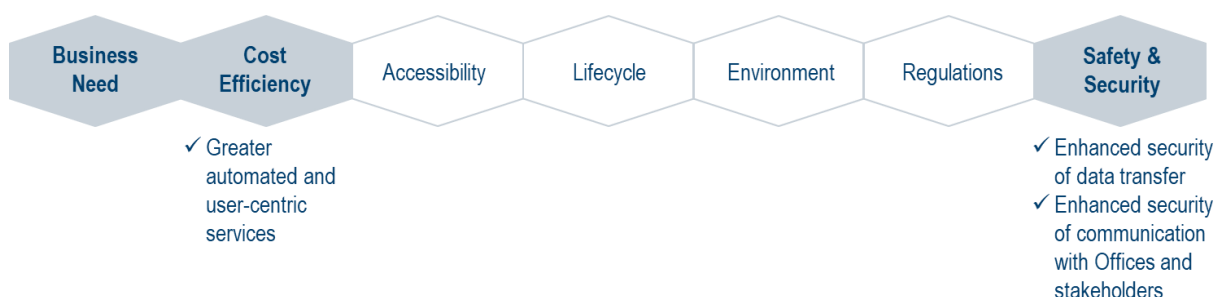 Business
Need
Cost
Efficiency
Accessibility
Lifecycle
Environment
Regulations
Safety &
Security
✓ Greater
automated and
user-centric
services
✓ Enhanced security
of data transfer
✓ Enhanced security
of communication
with Offices and
stakeholders